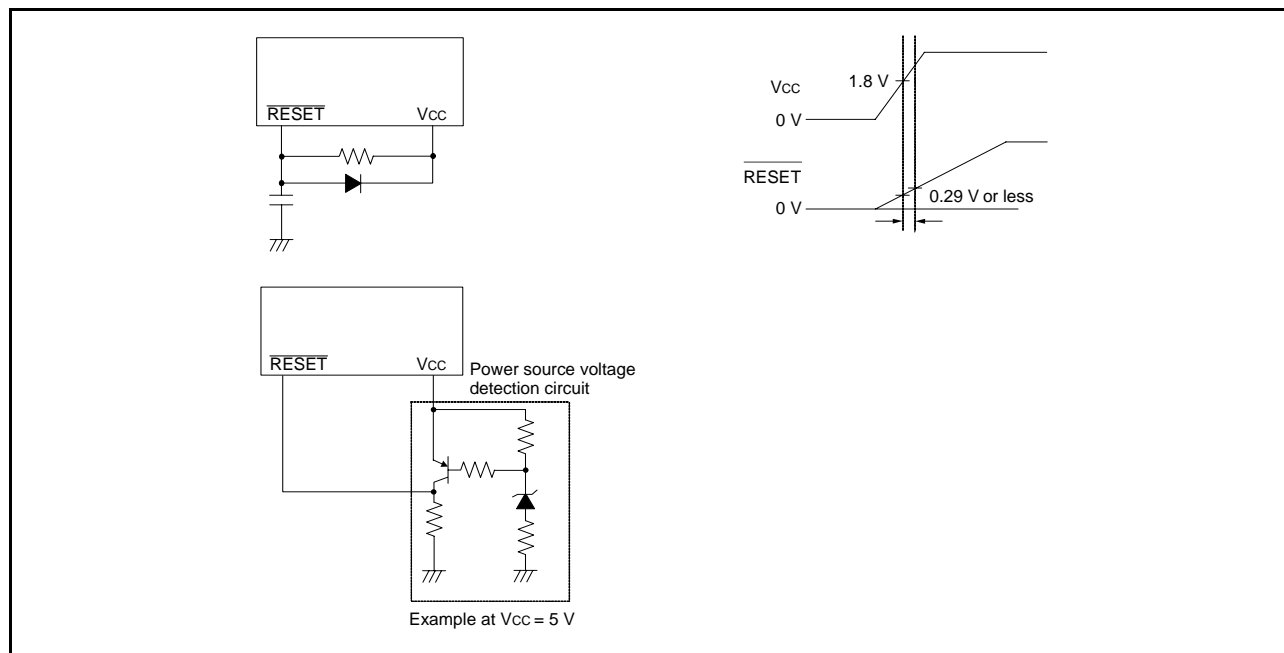 RESET VCC
VCC
1.8 V
0 V
RESET
0 V
0.29 V or less
RESET VCC
Power source voltage
detection circuit
Example at VCC = 5 V